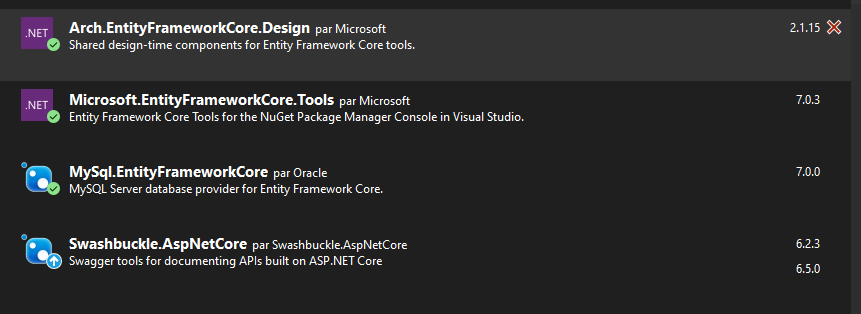 .NET
Arch.EntityFrameworkCore.Design par Microsoft
2.1.15
Shared design-time components for Entity Framework Core tools.
.NET
Microsoft.EntityFrameworkCore.Tools par Microsoft
7.0.3
Entity Framework Core Tools for the NuGet Package Manager Console in Visual Studio.
MySql.EntityFrameworkCore par Oracle
7.0.0
MySQL Server database provider for Entity Framework Core.
Swashbuckle.AspNetCore par Swashbuckle.AspNetCore
6.2.3
Swagger tools for documenting APIs built on ASP.NET Core
6.5.0